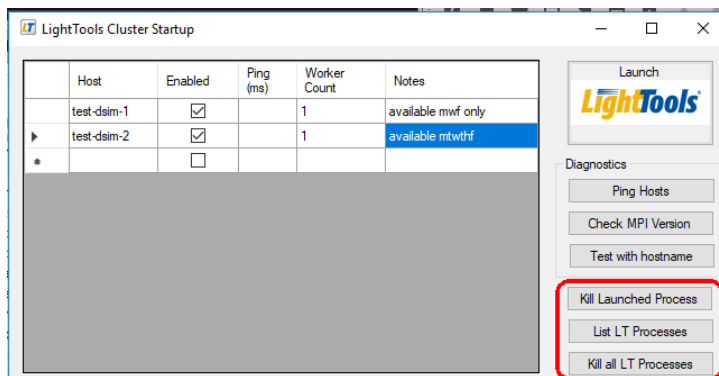 LT LightTools Cluster Startup
Host Enabled Ping (ms) Worker Count Notes
test-dsim-1 1 available mwf only
test-dsim-2 1 available mtwthf
Launch
LightTools®
Diagnostics
Ping Hosts
Check MPI Version
Test with hostname
Kill Launched Process
List LT Processes
Kill all LT Processes